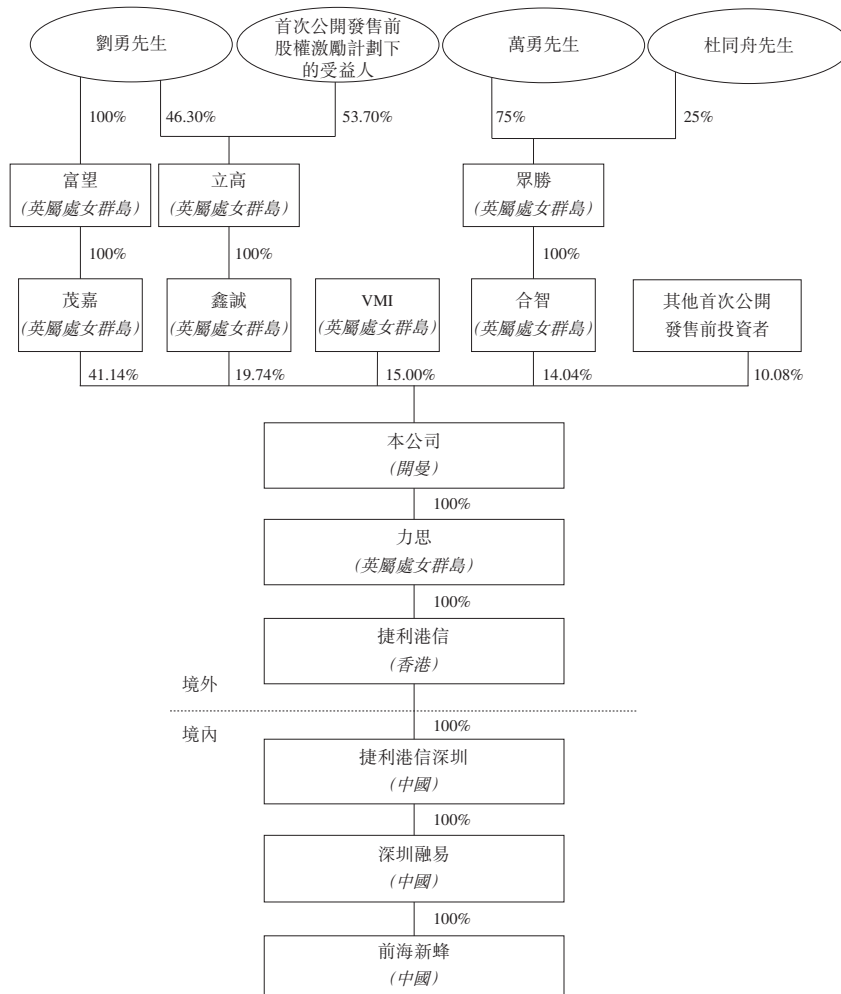 劉勇先生
首次公開發售前
股權激勵計劃下
的受益人
萬勇先生
杜同舟先生
100%
46.30%
53.70%
75%
25%
富望
(英屬處女群島)
立高
(英屬處女群島)
眾勝
(英屬處女群島)
100%
100%
100%
茂嘉
(英屬處女群島)
鑫誠
(英屬處女群島)
VMI
(英屬處女群島)
合智
(英屬處女群島)
其他首次公開
發售前投資者
41.14%
19.74%
15.00%
14.04%
10.08%
本公司
(開曼)
100%
力思
(英屬處女群島)
100%
捷利港信
(香港)
境外
境內
100%
捷利港信深圳
(中國)
100%
深圳融易
(中國)
100%
前海新蜂
(中國)